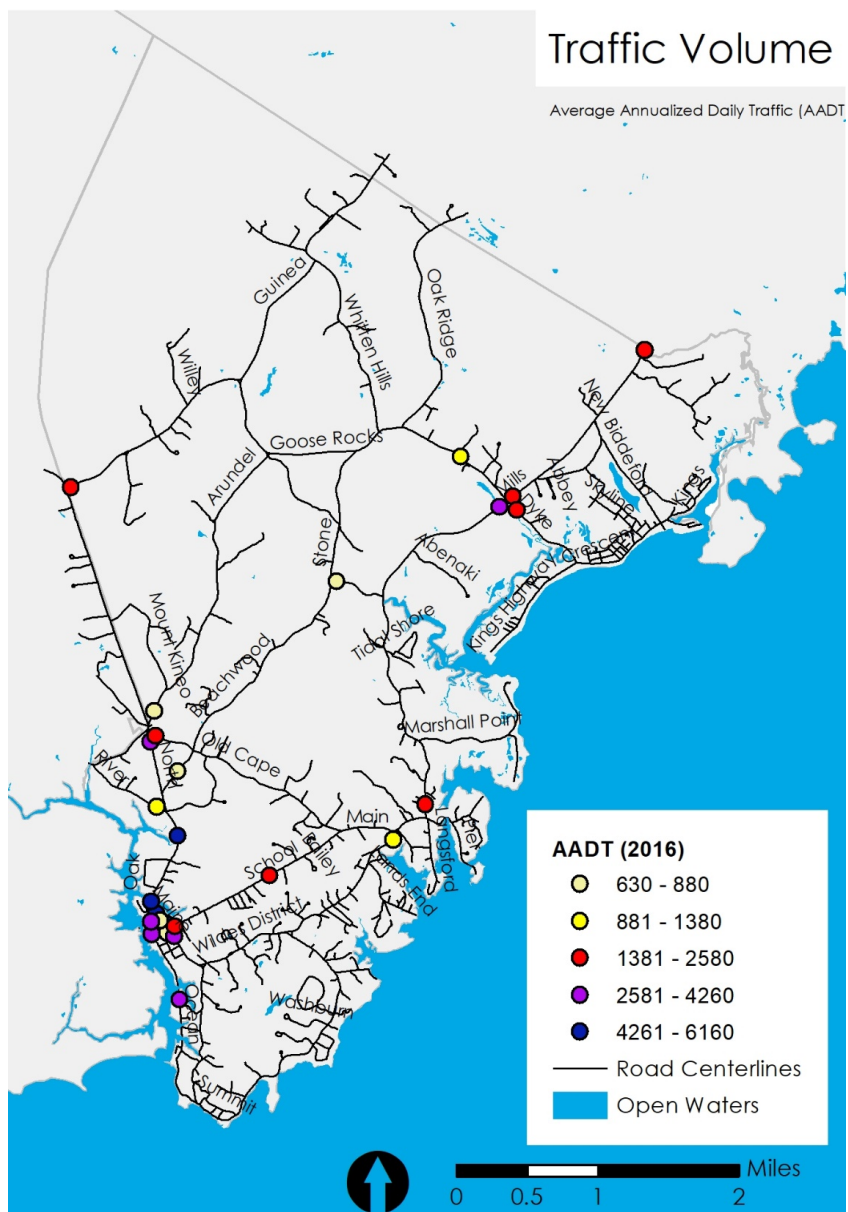 Traffic Volume
Average Annualized Daily Traffic (AADT
Guinea
Oak Ridge
Whitten Hills
Willey
New Biddeford
Goose Rocks
Arundel
Mills
Abbey
Skyline
Kings
Dyke
Stone
Abenaki
Crescent
Kings Highway
Mount Kineo
Tidal Shore
Beachwood
Marshall Point
Old Cape
North
River
Main
Langsford
Pier
School
Bailey
Lands End
Oak
Main
Wildes District
Ocean
Washburn
Summit
AADT (2016)
630 - 880
881 - 1380
1381 - 2580
2581 - 4260
4261 - 6160
Road Centerlines
Open Waters
Miles
0 0.5 1 2